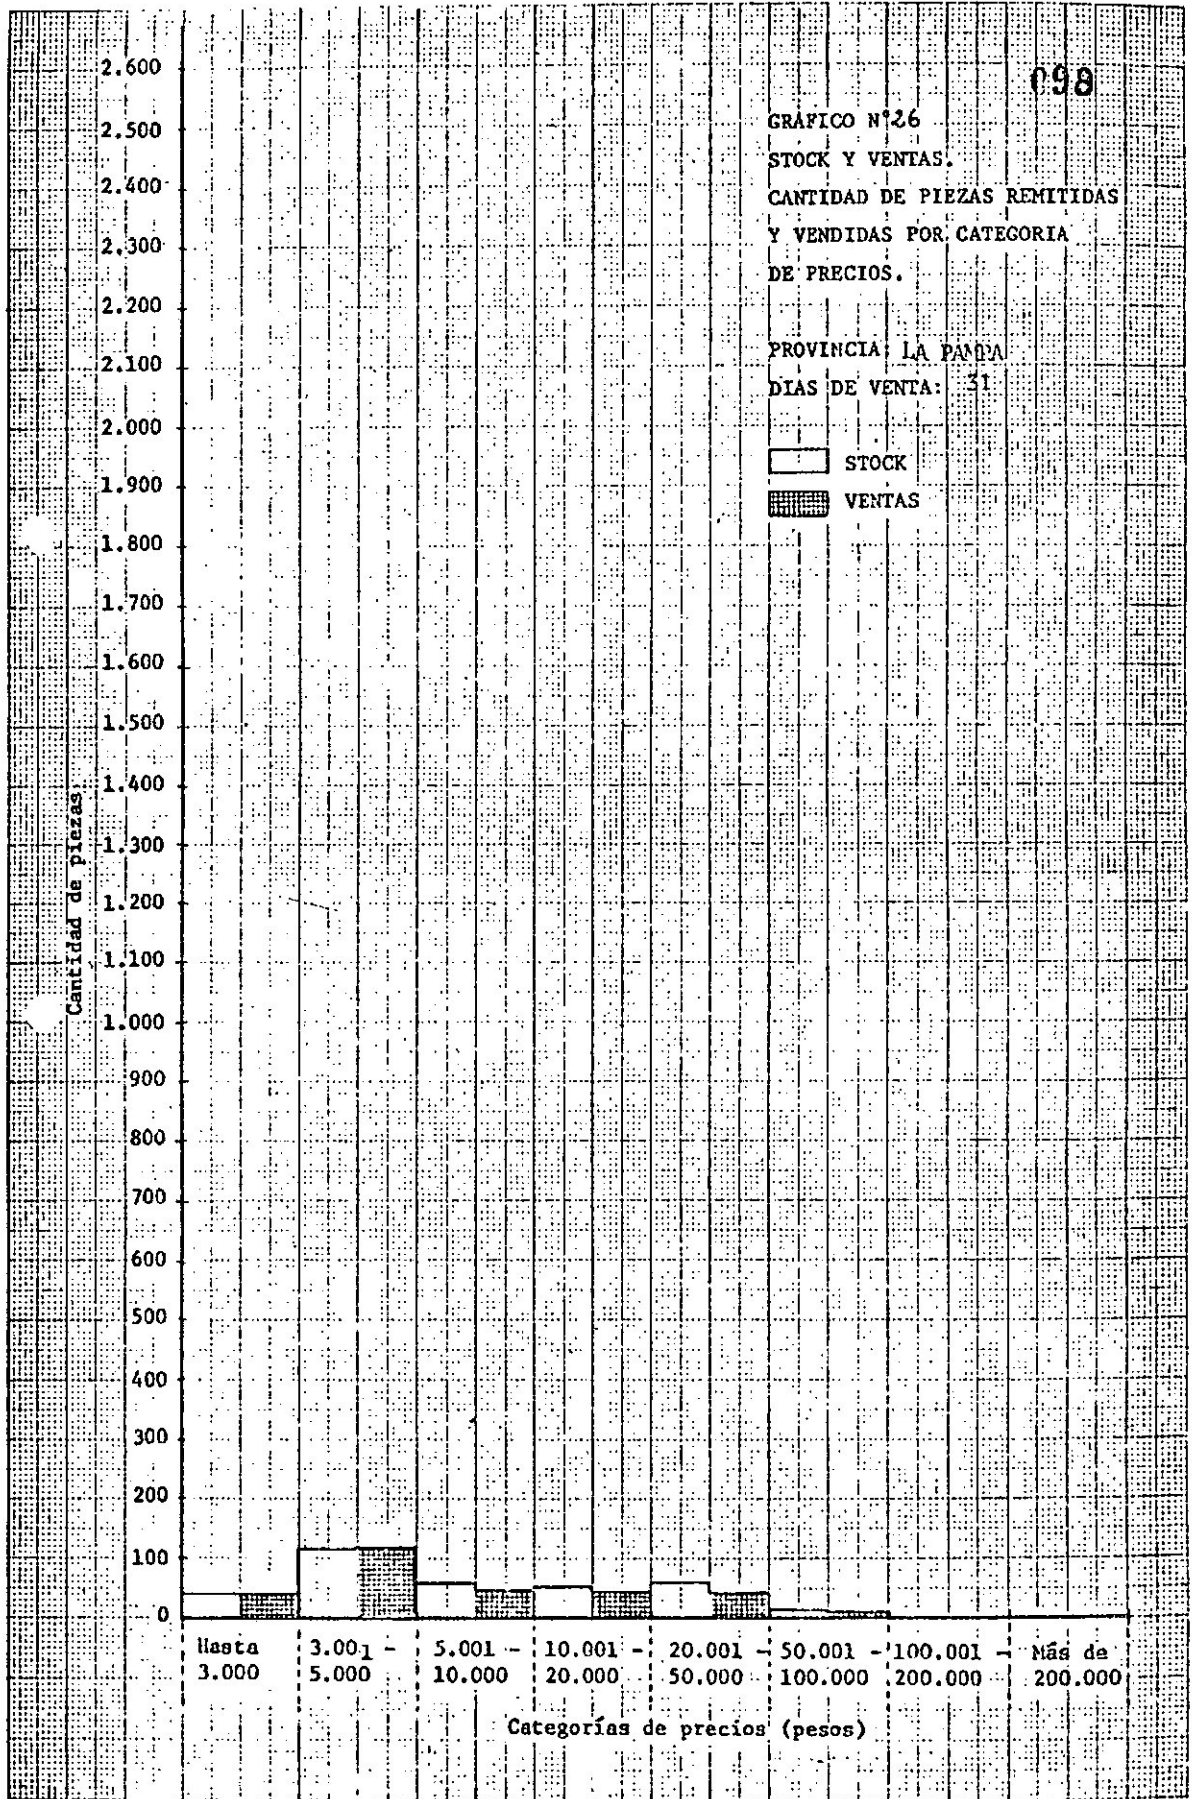 098
GRAFICO N°26
STOCK Y VENTAS.
CANTIDAD DE PIEZAS REMITIDAS
Y VENDIDAS POR CATEGORIA
DE PRECIOS.
PROVINCIA: LA PAMPA
DIAS DE VENTA: 31
STOCK
VENTAS
Cantidad de piezas
2.600
2.500
2.400
2.300
2.200
2.100
2.000
1.900
1.800
1.700
1.600
1.500
1.400
1.300
1.200
1.100
1.000
900
800
700
600
500
400
300
200
100
0
Hasta 3.000
3.001 - 5.000
5.001 - 10.000
10.001 - 20.000
20.001 - 50.000
50.001 - 100.000
100.001 - 200.000
Más de 200.000
Categorías de precios (pesos)